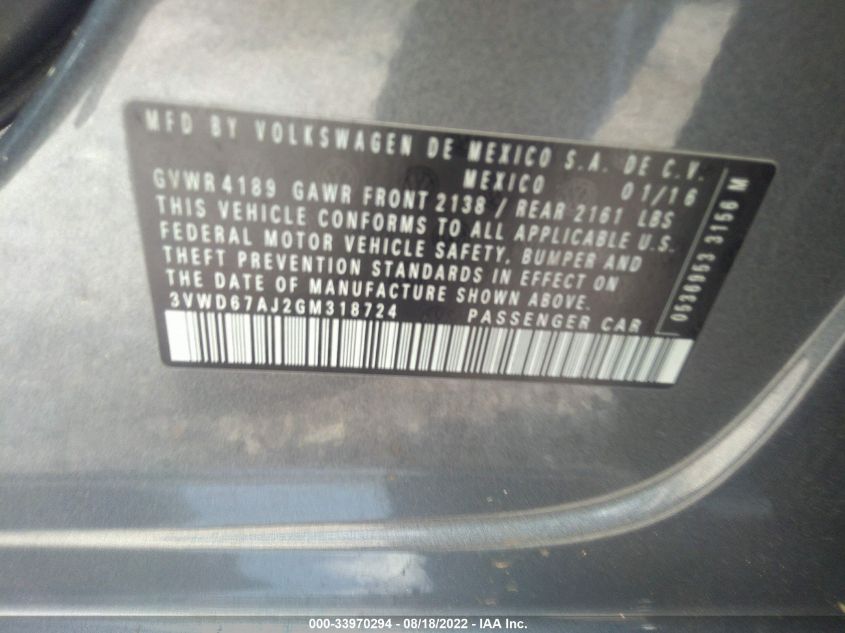 MFD BY VOLKSWAGEN DE MEXICO S.A. DE C.V.
MEXICO 01/16
GVWR 4189 GAWR FRONT 2138 / REAR 2161 LBS
THIS VEHICLE CONFORMS TO ALL APPLICABLE U.S.
FEDERAL MOTOR VEHICLE SAFETY, BUMPER AND
THEFT PREVENTION STANDARDS IN EFFECT ON
THE DATE OF MANUFACTURE SHOWN ABOVE.
3VWD67AJ2GM318724 PASSENGER CAR
3156 M
000-33970294 - 08/18/2022 - IAA Inc.